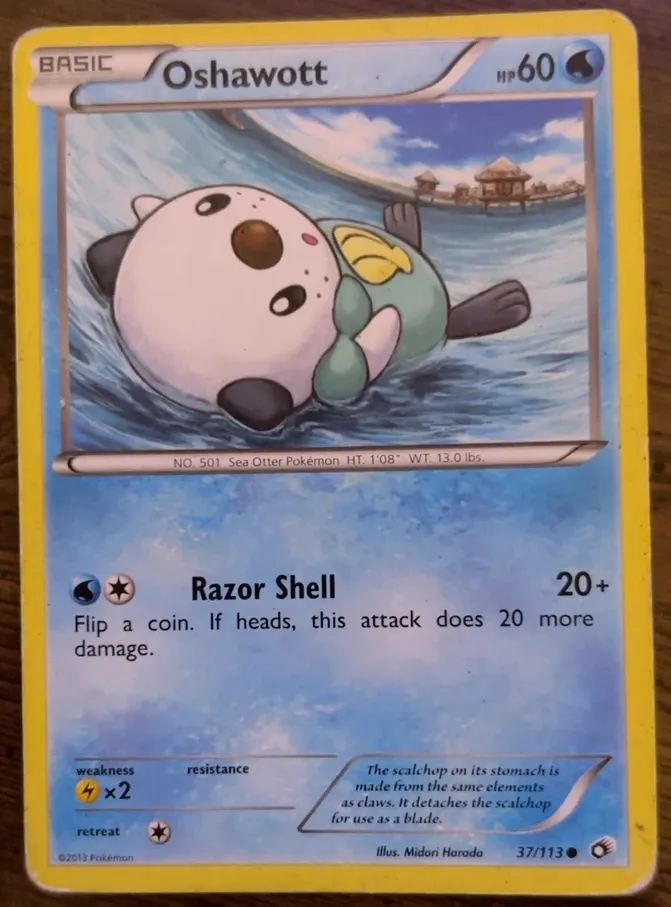 BASIC Oshawott HP60
NO. 501 Sea Otter Pokémon HT: 1'08" WT: 13.0 lbs.
Razor Shell 20+
Flip a coin. If heads, this attack does 20 more
damage.
weakness resistance
×2
retreat
The scalchop on its stomach is
made from the same elements
as claws. It detaches the scalchop
for use as a blade.
©2013 Pokémon
Illus. Midori Harada 37/113